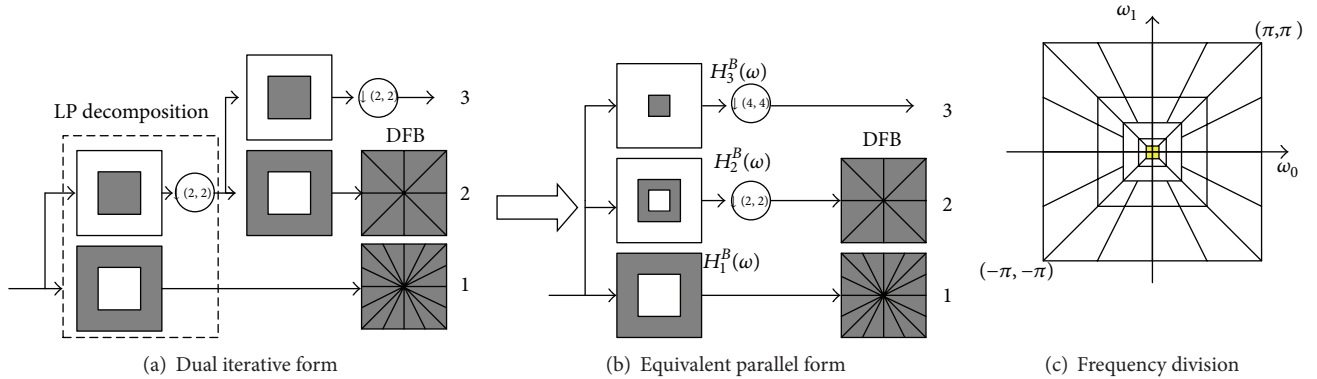 LP decomposition
↓ (2, 2)
↓ (2, 2)
3
DFB
2
1
(a) Dual iterative form
H_3^B(ω)
↓ (4, 4)
3
H_2^B(ω)
↓ (2, 2)
DFB
2
H_1^B(ω)
1
(b) Equivalent parallel form
ω_1
(π,π)
ω_0
(−π, −π)
(c) Frequency division